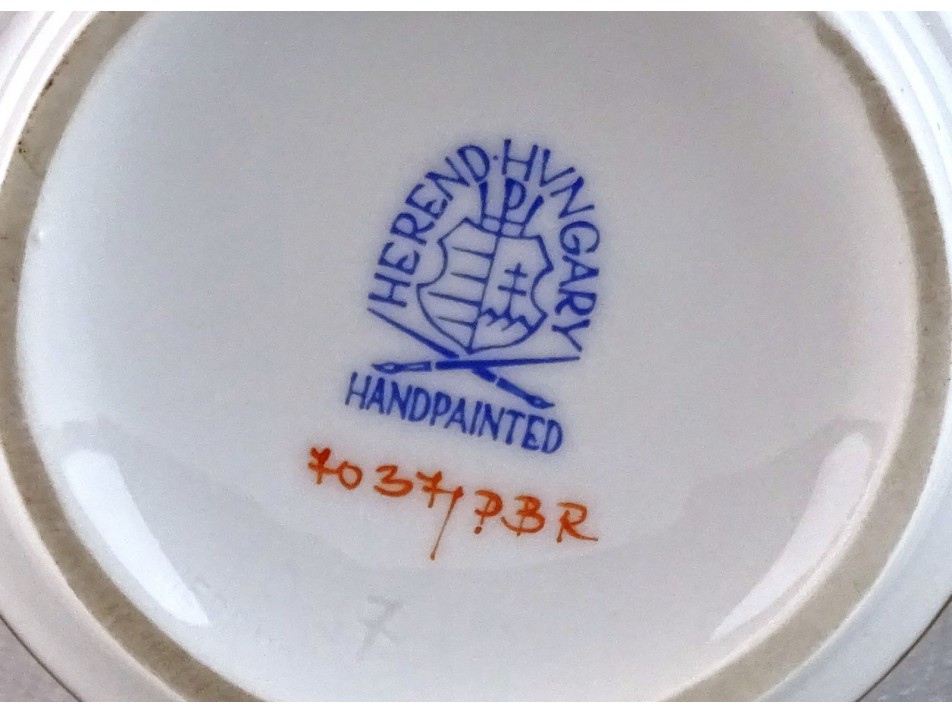 HEREND · HVNGARY
HANDPAINTED
7037/PBR
7